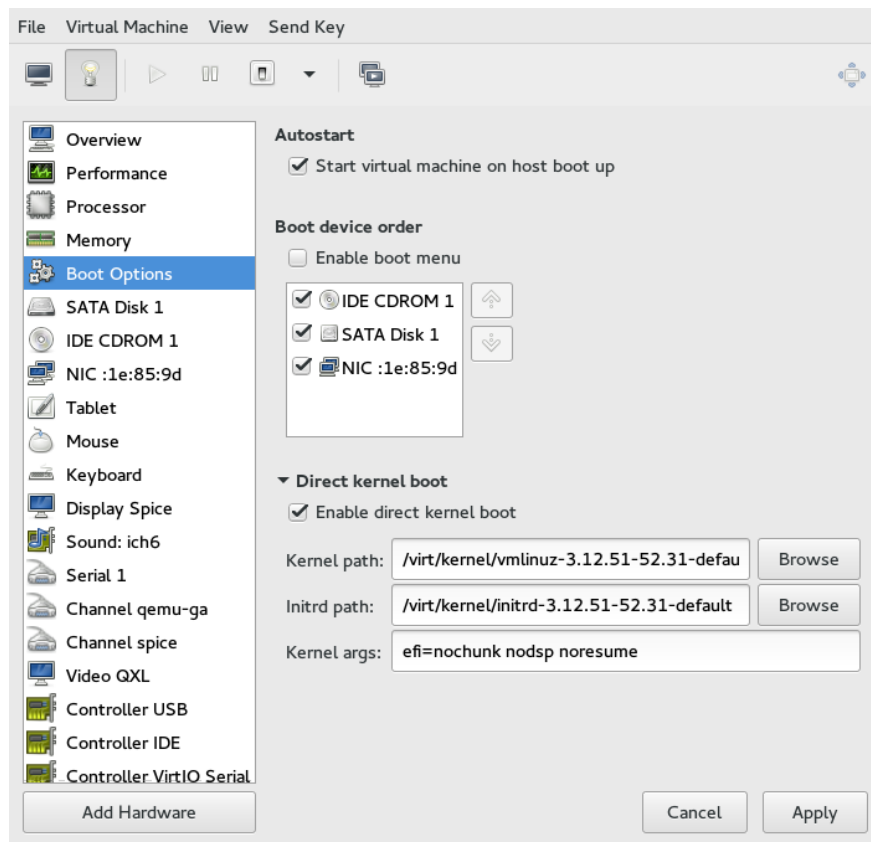 File Virtual Machine View Send Key
Overview
Performance
Processor
Memory
Boot Options
SATA Disk 1
IDE CDROM 1
NIC :1e:85:9d
Tablet
Mouse
Keyboard
Display Spice
Sound: ich6
Serial 1
Channel qemu-ga
Channel spice
Video QXL
Controller USB
Controller IDE
Controller VirtIO Serial
Add Hardware
Autostart
Start virtual machine on host boot up
Boot device order
Enable boot menu
IDE CDROM 1
SATA Disk 1
NIC :1e:85:9d
Direct kernel boot
Enable direct kernel boot
Kernel path: /virt/kernel/vmlinuz-3.12.51-52.31-defau Browse
Initrd path: /virt/kernel/initrd-3.12.51-52.31-default Browse
Kernel args: efi=nochunk nodsp noresume
Cancel Apply